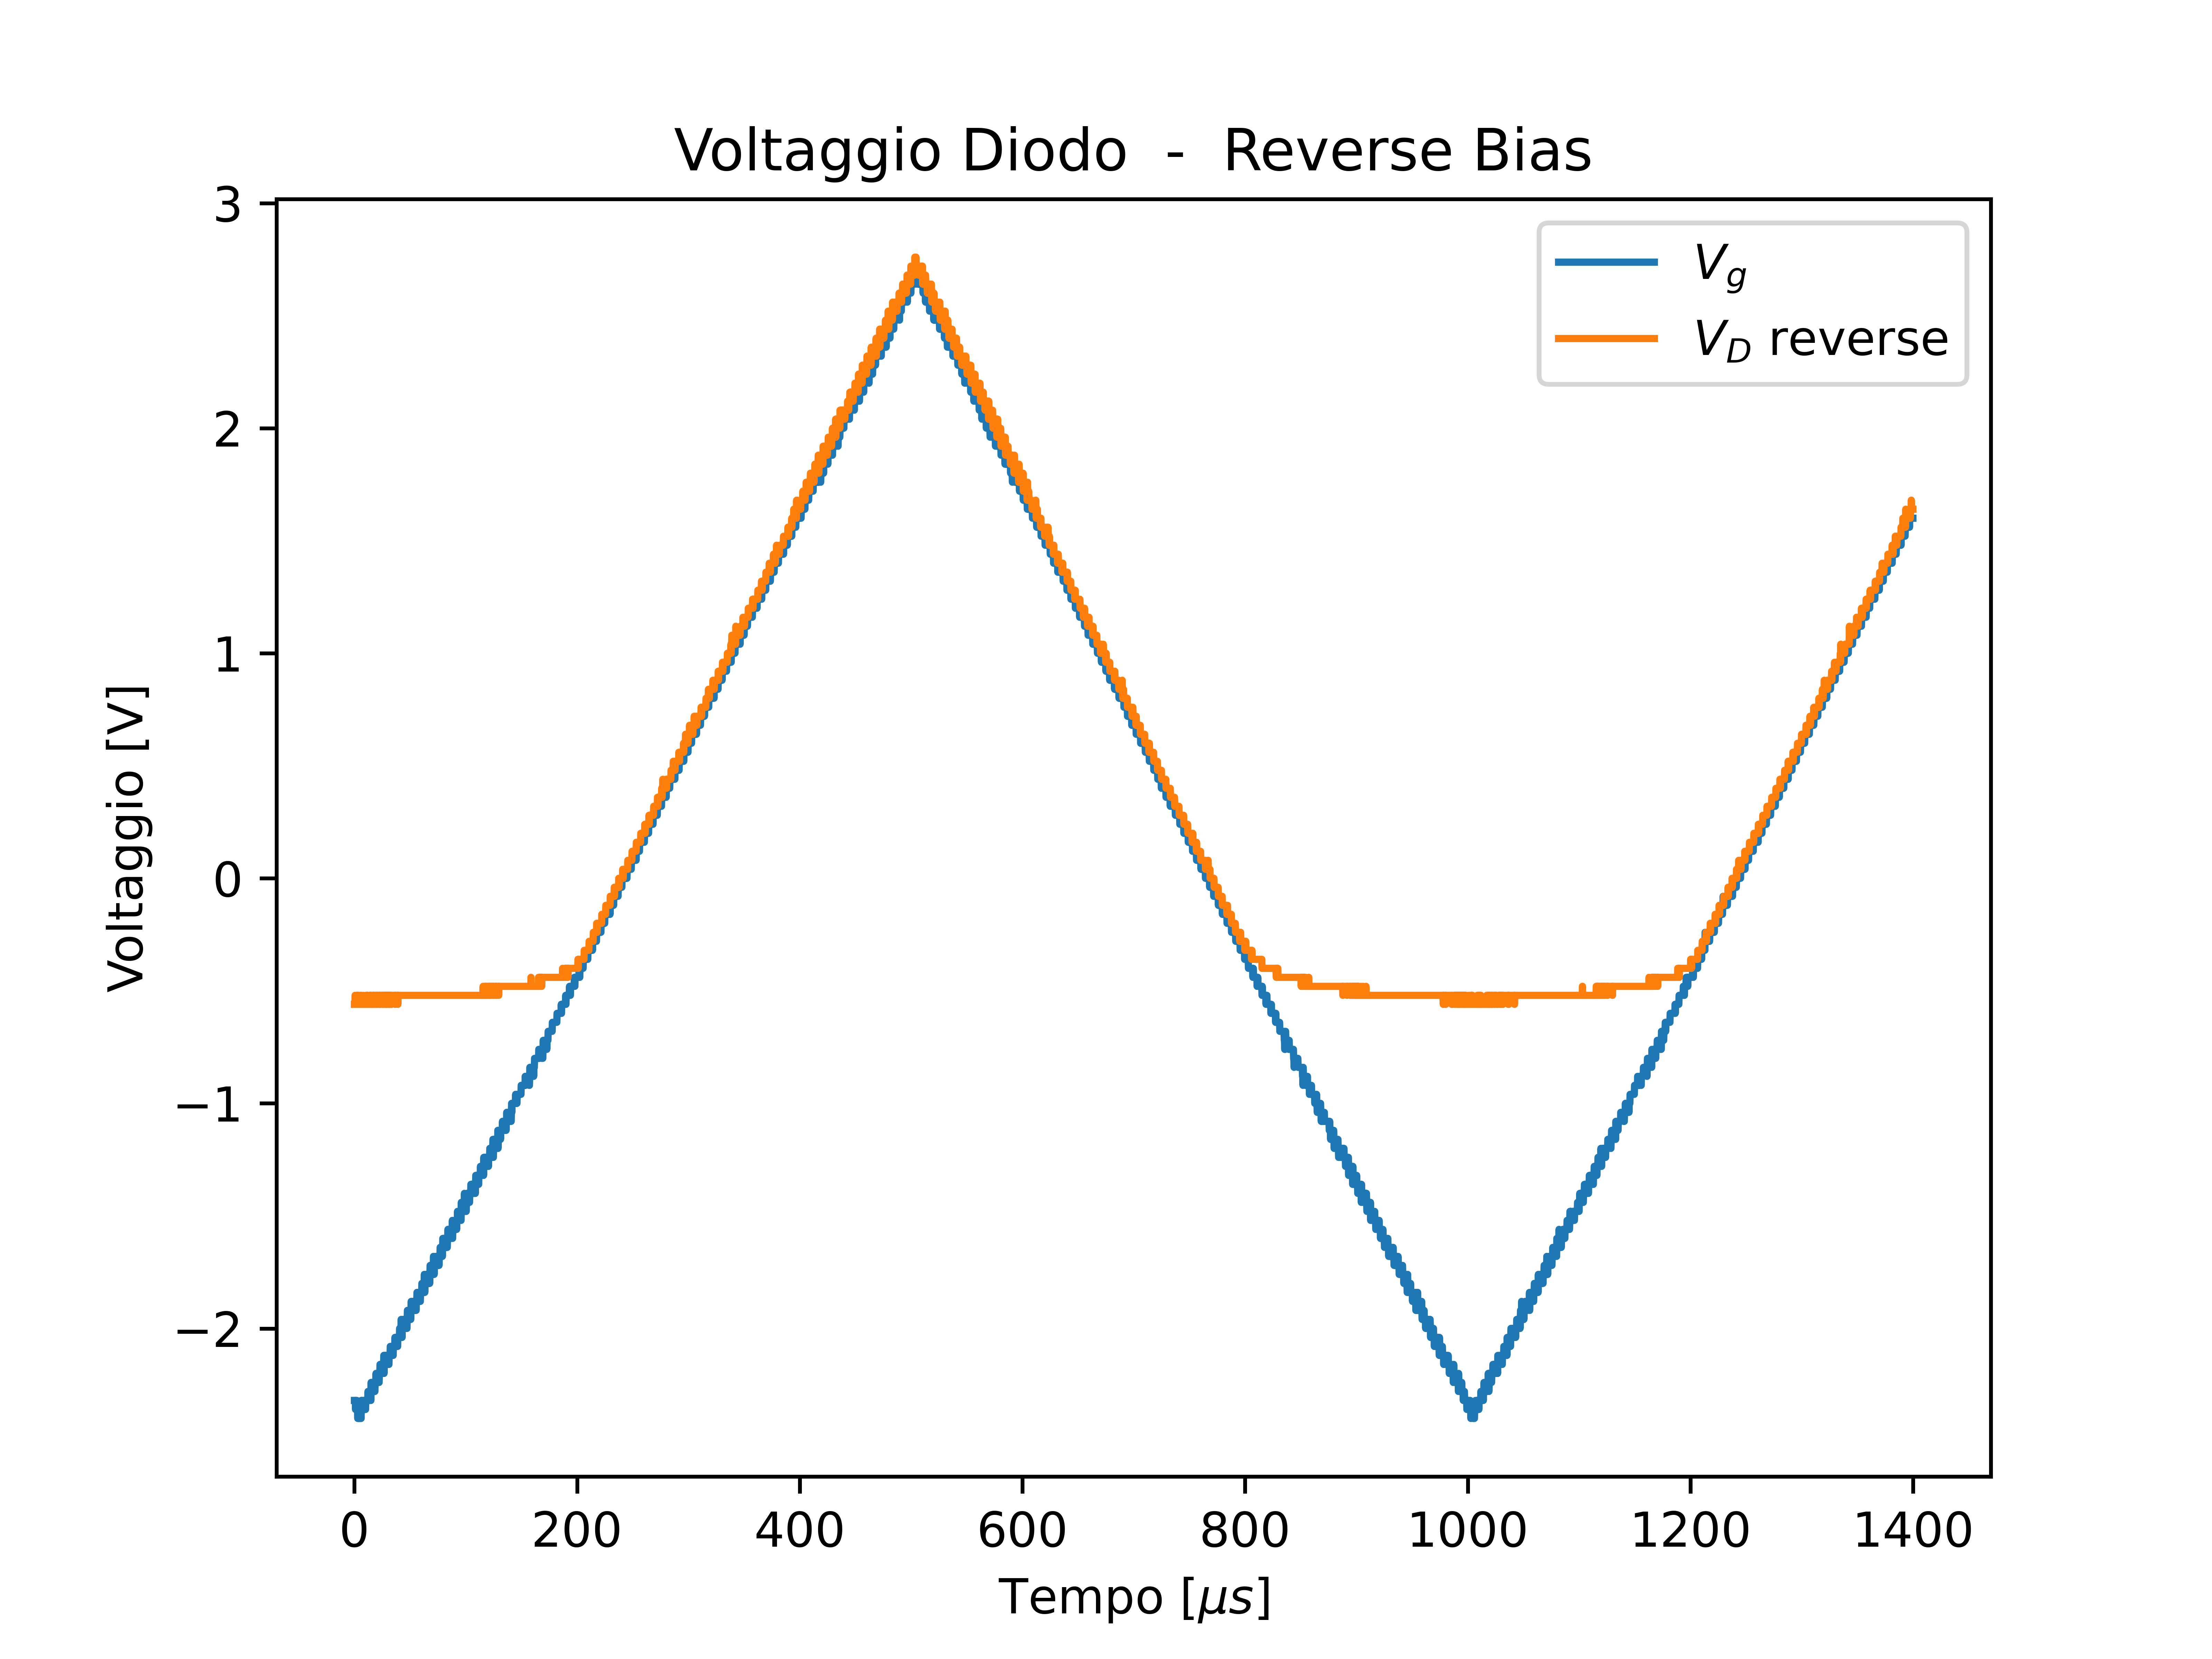 Voltaggio Diodo - Reverse Bias
V_g
V_D reverse
Voltaggio [V]
3
2
1
0
−1
−2
0 200 400 600 800 1000 1200 1400
Tempo [μs]